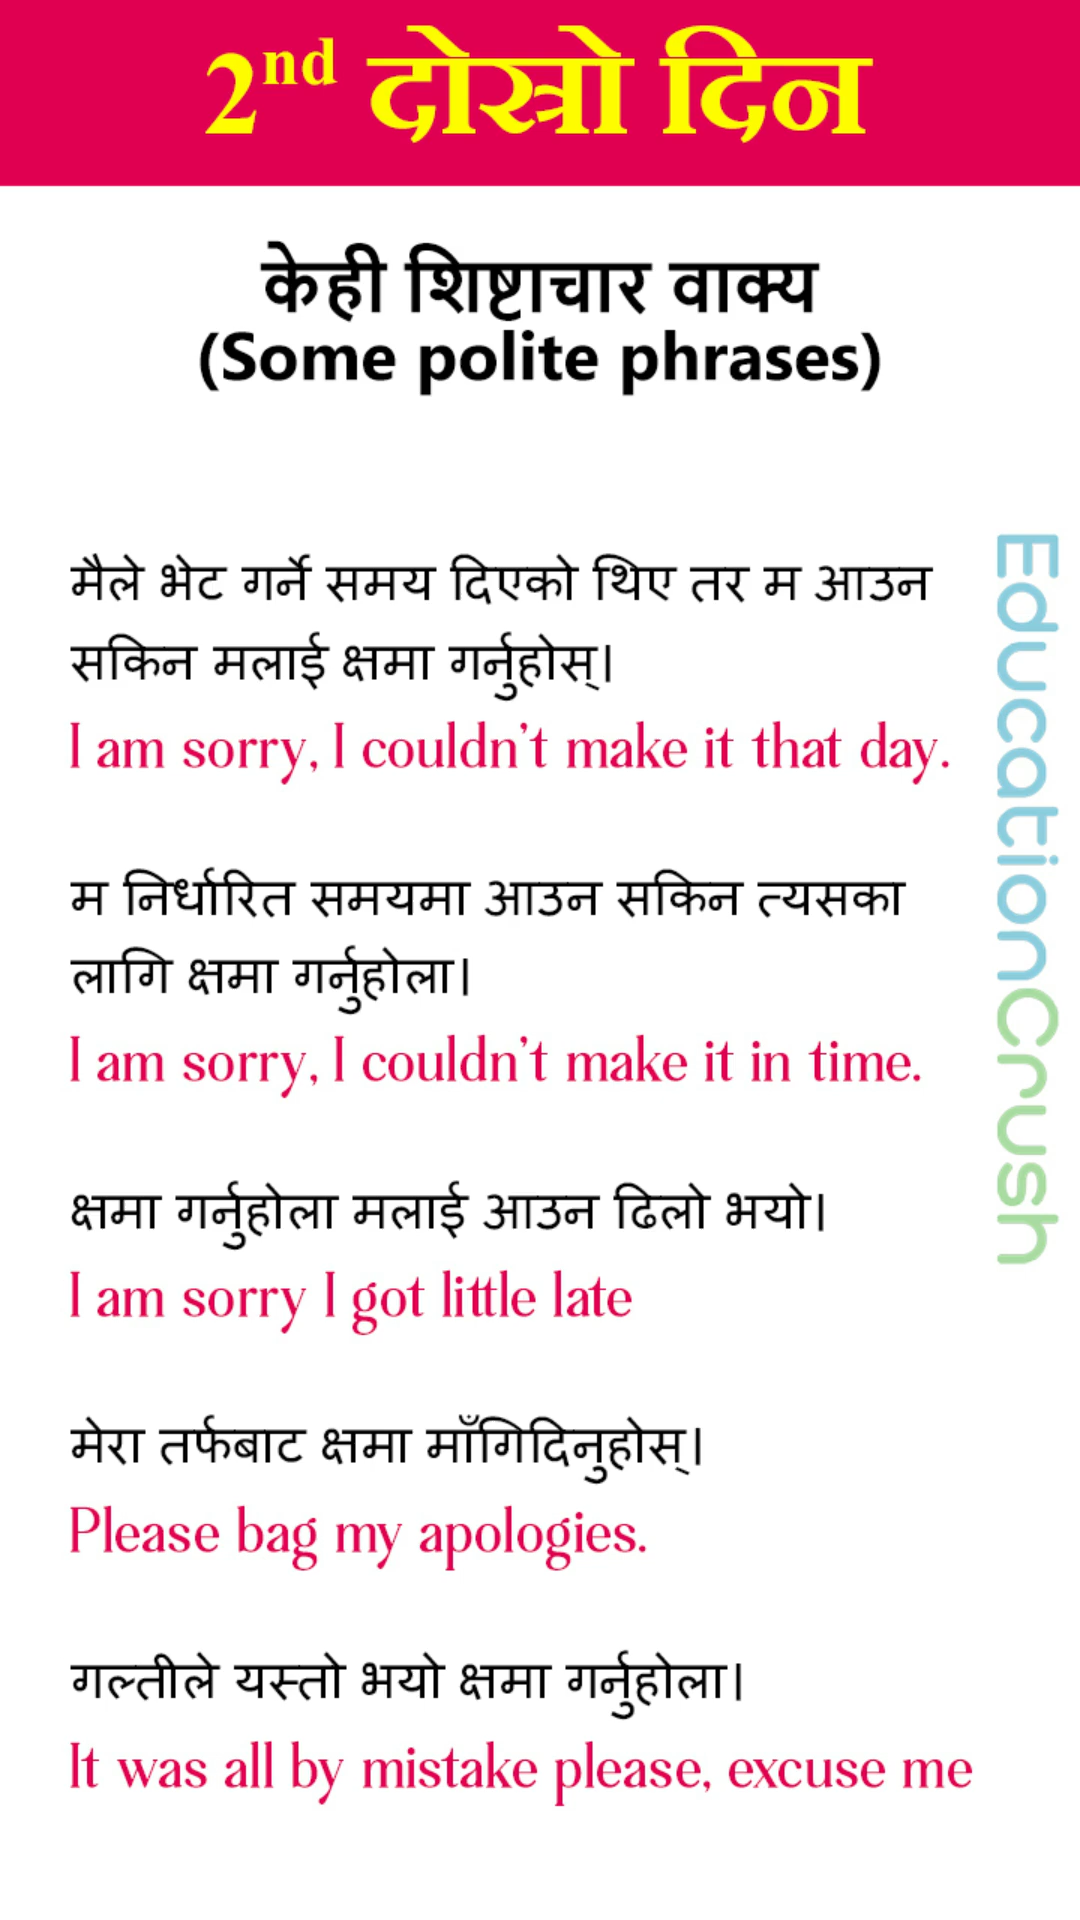 2nd दोस्रो दिन
केही शिष्टाचार वाक्य
(Some polite phrases)
मैले भेट गर्ने समय दिएको थिए तर म आउन
सकिन मलाई क्षमा गर्नुहोस्।
I am sorry, I couldn't make it that day.
म निर्धारित समयमा आउन सकिन त्यसका
लागि क्षमा गर्नुहोला।
I am sorry, I couldn't make it in time.
क्षमा गर्नुहोला मलाई आउन ढिलो भयो।
I am sorry I got little late
मेरा तर्फबाट क्षमा माँगिदिनुहोस्।
Please bag my apologies.
गल्तीले यस्तो भयो क्षमा गर्नुहोला।
It was all by mistake please, excuse me
EducationCrush